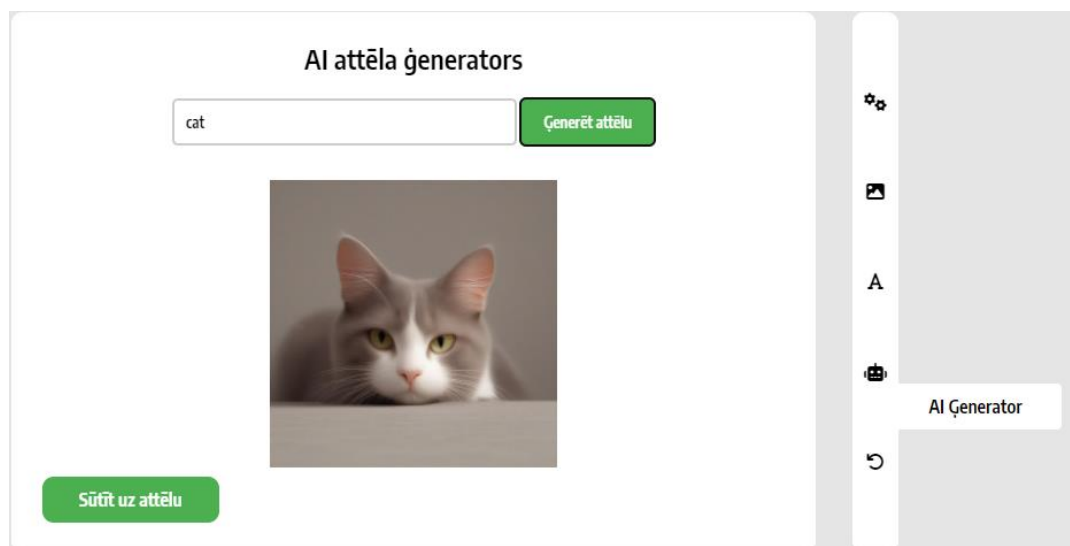 AI attēla ģenerators
cat
Ģenerēt attēlu
AI Ģenerator
Sūtīt uz attēlu